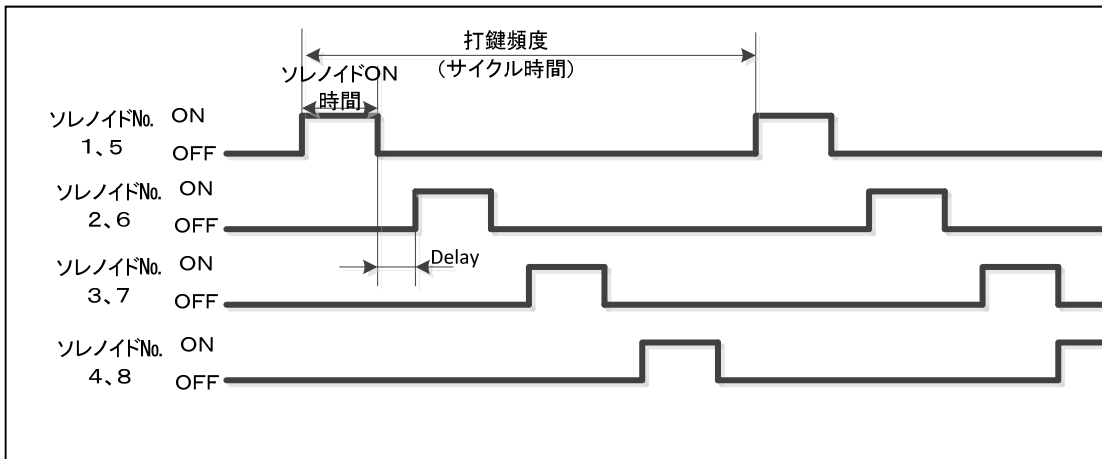 打鍵頻度
（サイクル時間）
ソレノイドON
時間
ソレノイド№. ON
1、5
OFF
ソレノイド№. ON
2、6
OFF
Delay
ソレノイド№. ON
3、7
OFF
ソレノイド№. ON
4、8
OFF